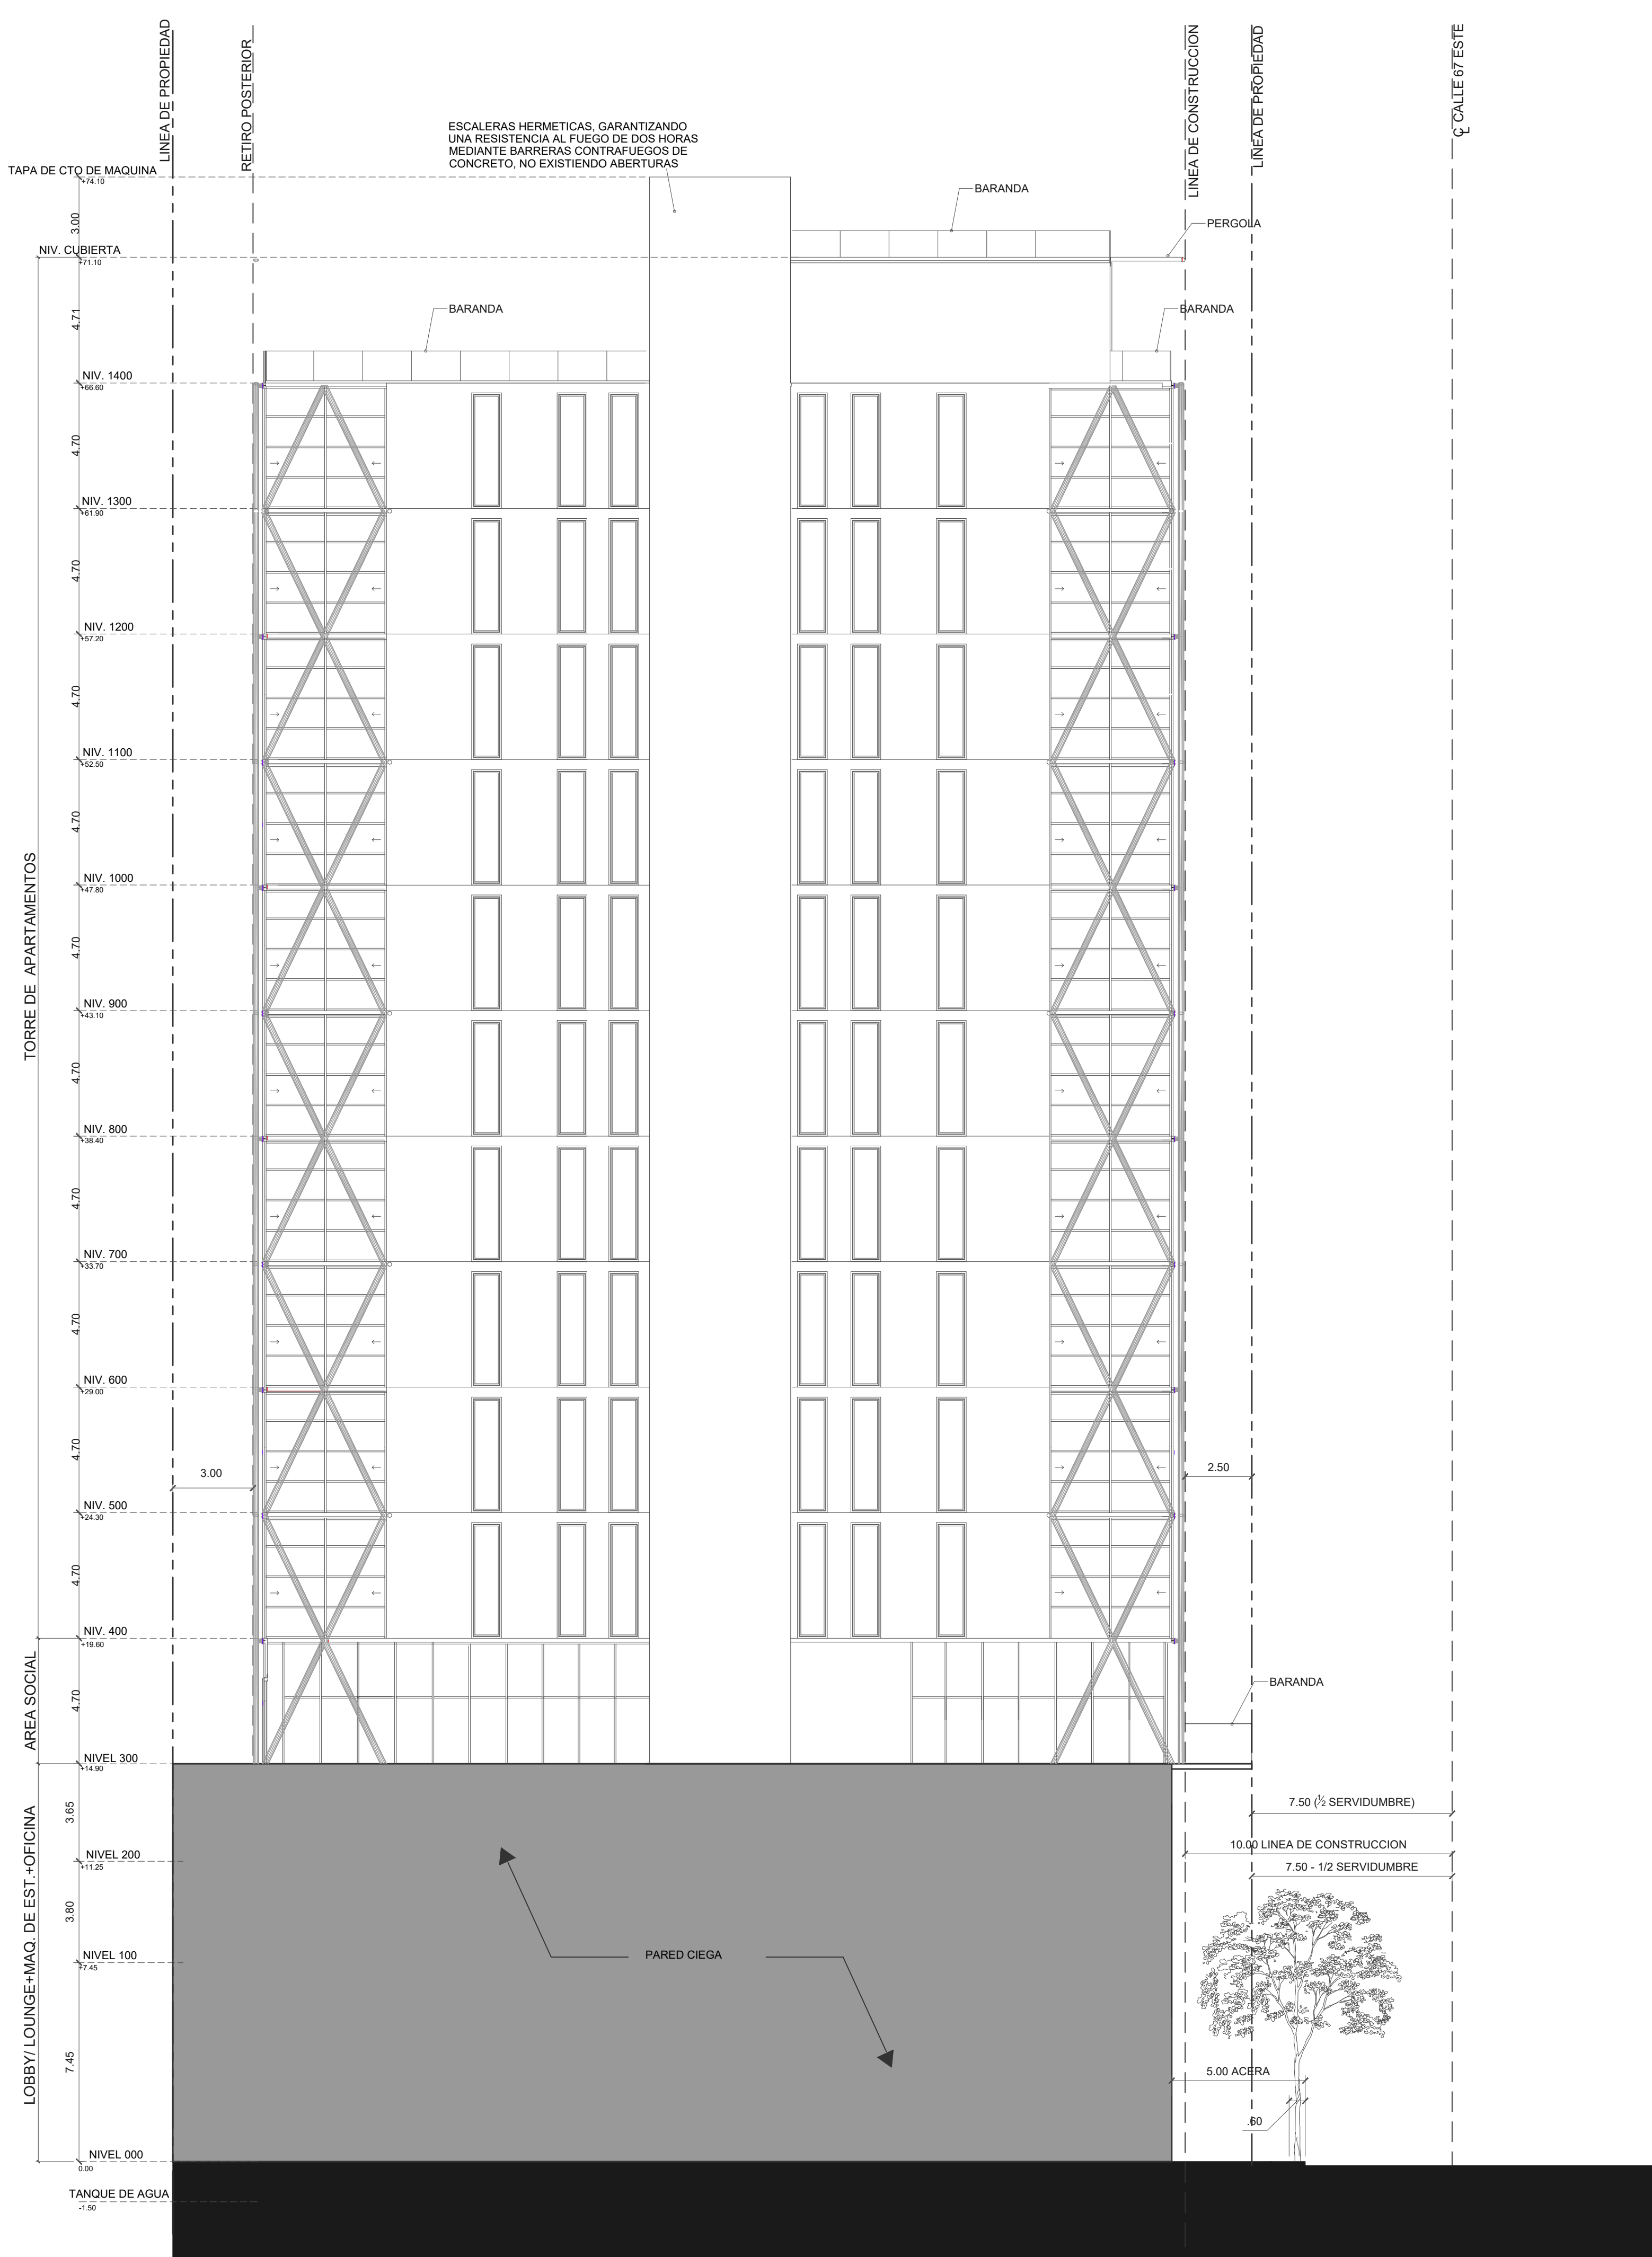 LINEA DE PROPIEDAD
RETIRO POSTERIOR
LINEA DE CONSTRUCCION
LINEA DE PROPIEDAD
C CALLE 67 ESTE
L
ESCALERAS HERMETICAS, GARANTIZANDO
UNA RESISTENCIA AL FUEGO DE DOS HORAS
MEDIANTE BARRERAS CONTRAFUEGOS DE
CONCRETO, NO EXISTIENDO ABERTURAS
TAPA DE CTO DE MAQUINA
+74.10
BARANDA
3.00
PERGOLA
NIV. CUBIERTA
+71.10
BARANDA
BARANDA
4.71
NIV. 1400
+66.60
4.70
NIV. 1300
+61.90
4.70
NIV. 1200
+57.20
4.70
NIV. 1100
+52.50
4.70
NIV. 1000
+47.80
4.70
NIV. 900
+43.10
4.70
NIV. 800
+38.40
4.70
NIV. 700
+33.70
4.70
NIV. 600
+29.00
4.70
3.00
2.50
NIV. 500
+24.30
4.70
NIV. 400
+19.60
4.70
BARANDA
NIVEL 300
+14.90
TORRE DE APARTAMENTOS
AREA SOCIAL
LOBBY/ LOUNGE+MAQ. DE EST.+OFICINA
3.65
7.50 (½ SERVIDUMBRE)
10.00 LINEA DE CONSTRUCCION
NIVEL 200
+11.25
7.50 - 1/2 SERVIDUMBRE
3.80
PARED CIEGA
NIVEL 100
+7.45
7.45
5.00 ACERA
.60
NIVEL 000
0.00
TANQUE DE AGUA
-1.50